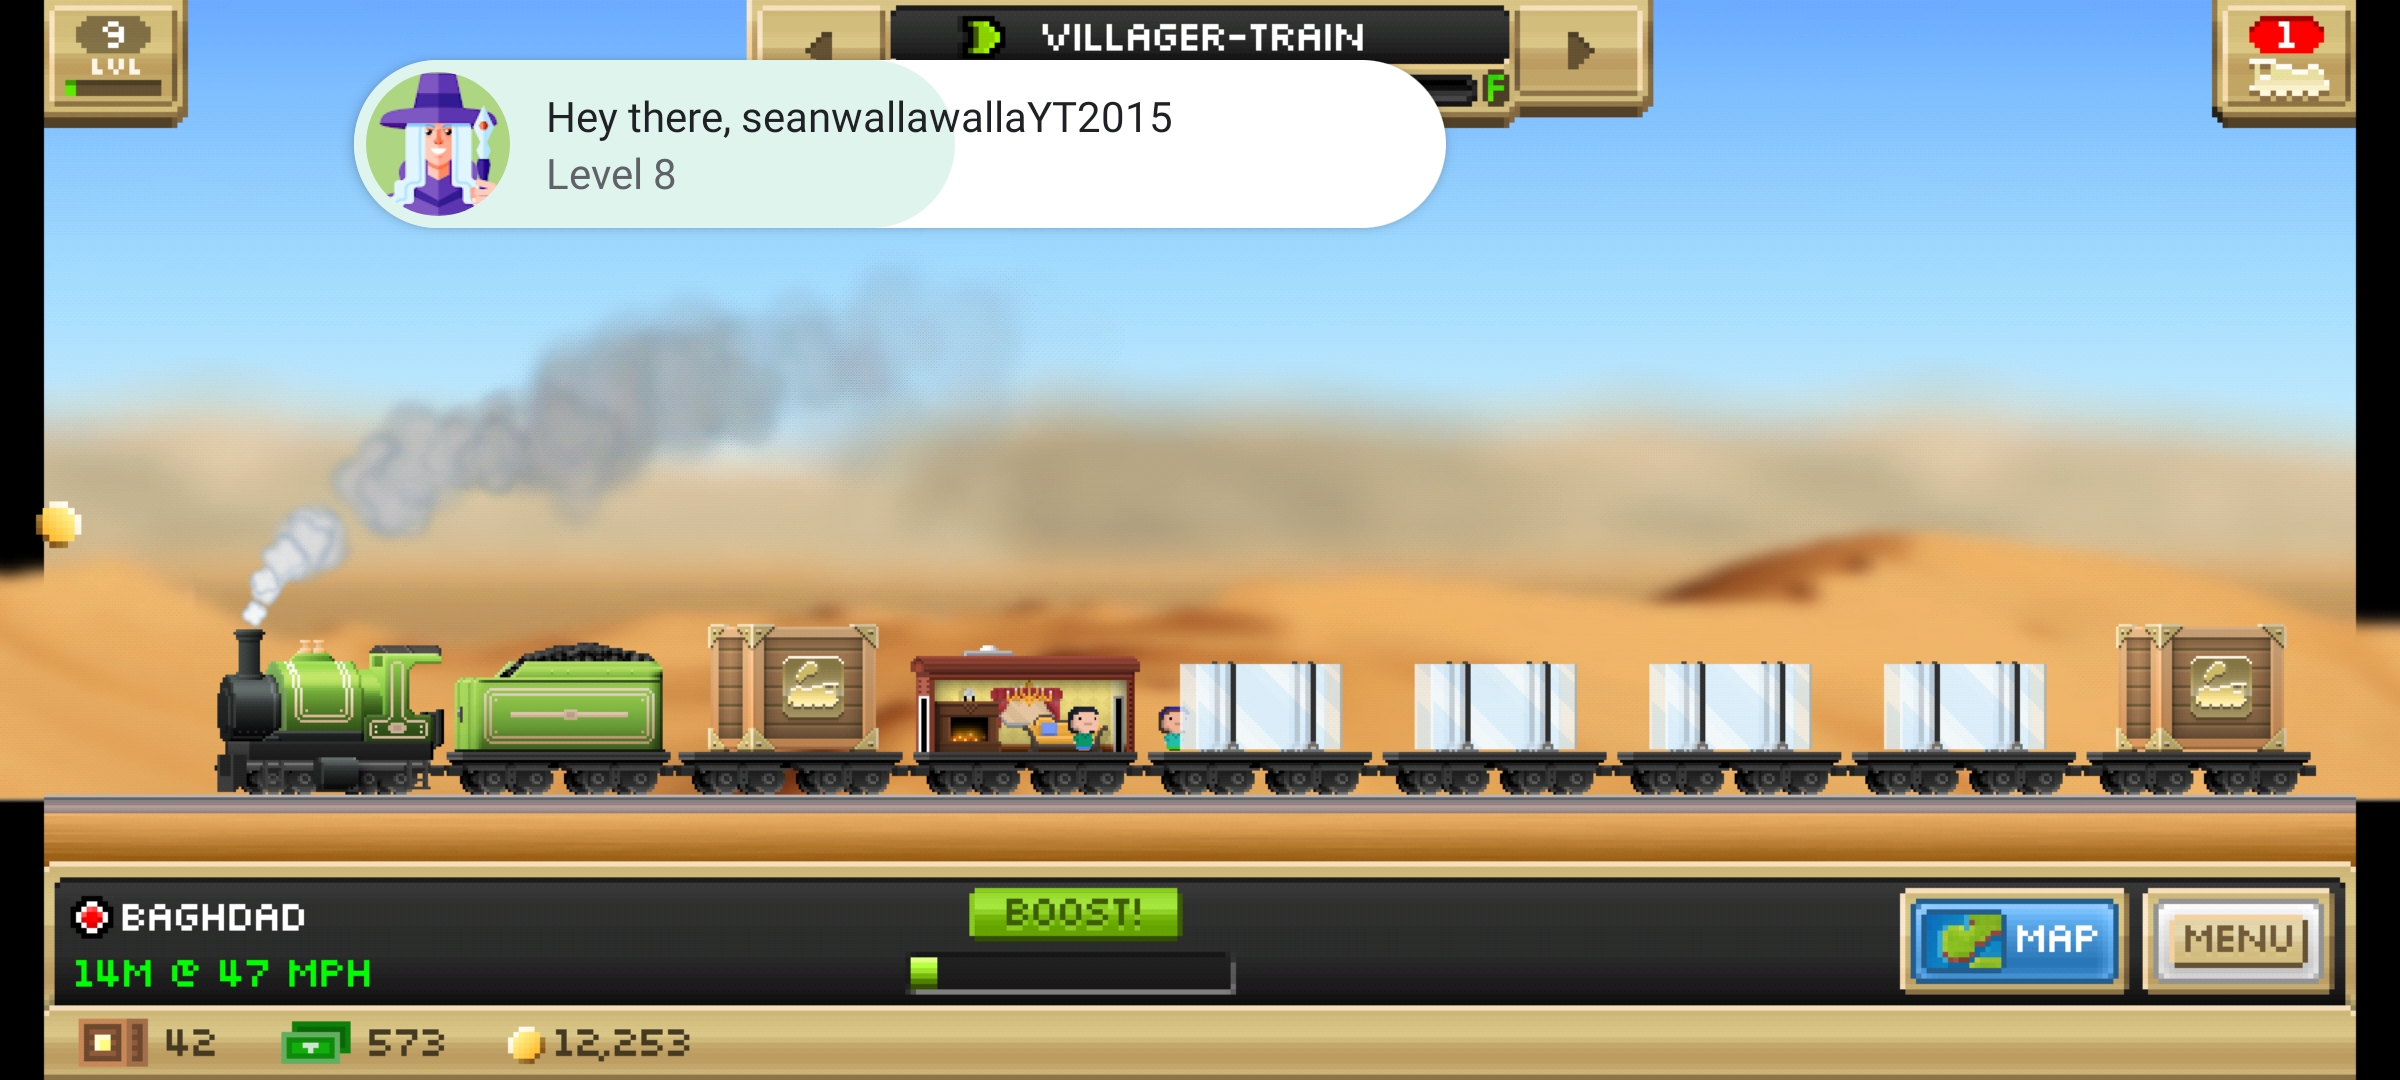 9
LVL
VILLAGER-TRAIN
F
1
Hey there, seanwallawallaYT2015
Level 8
BAGHDAD
14M @ 47 MPH
BOOST!
MAP
MENU
42
573
12,253